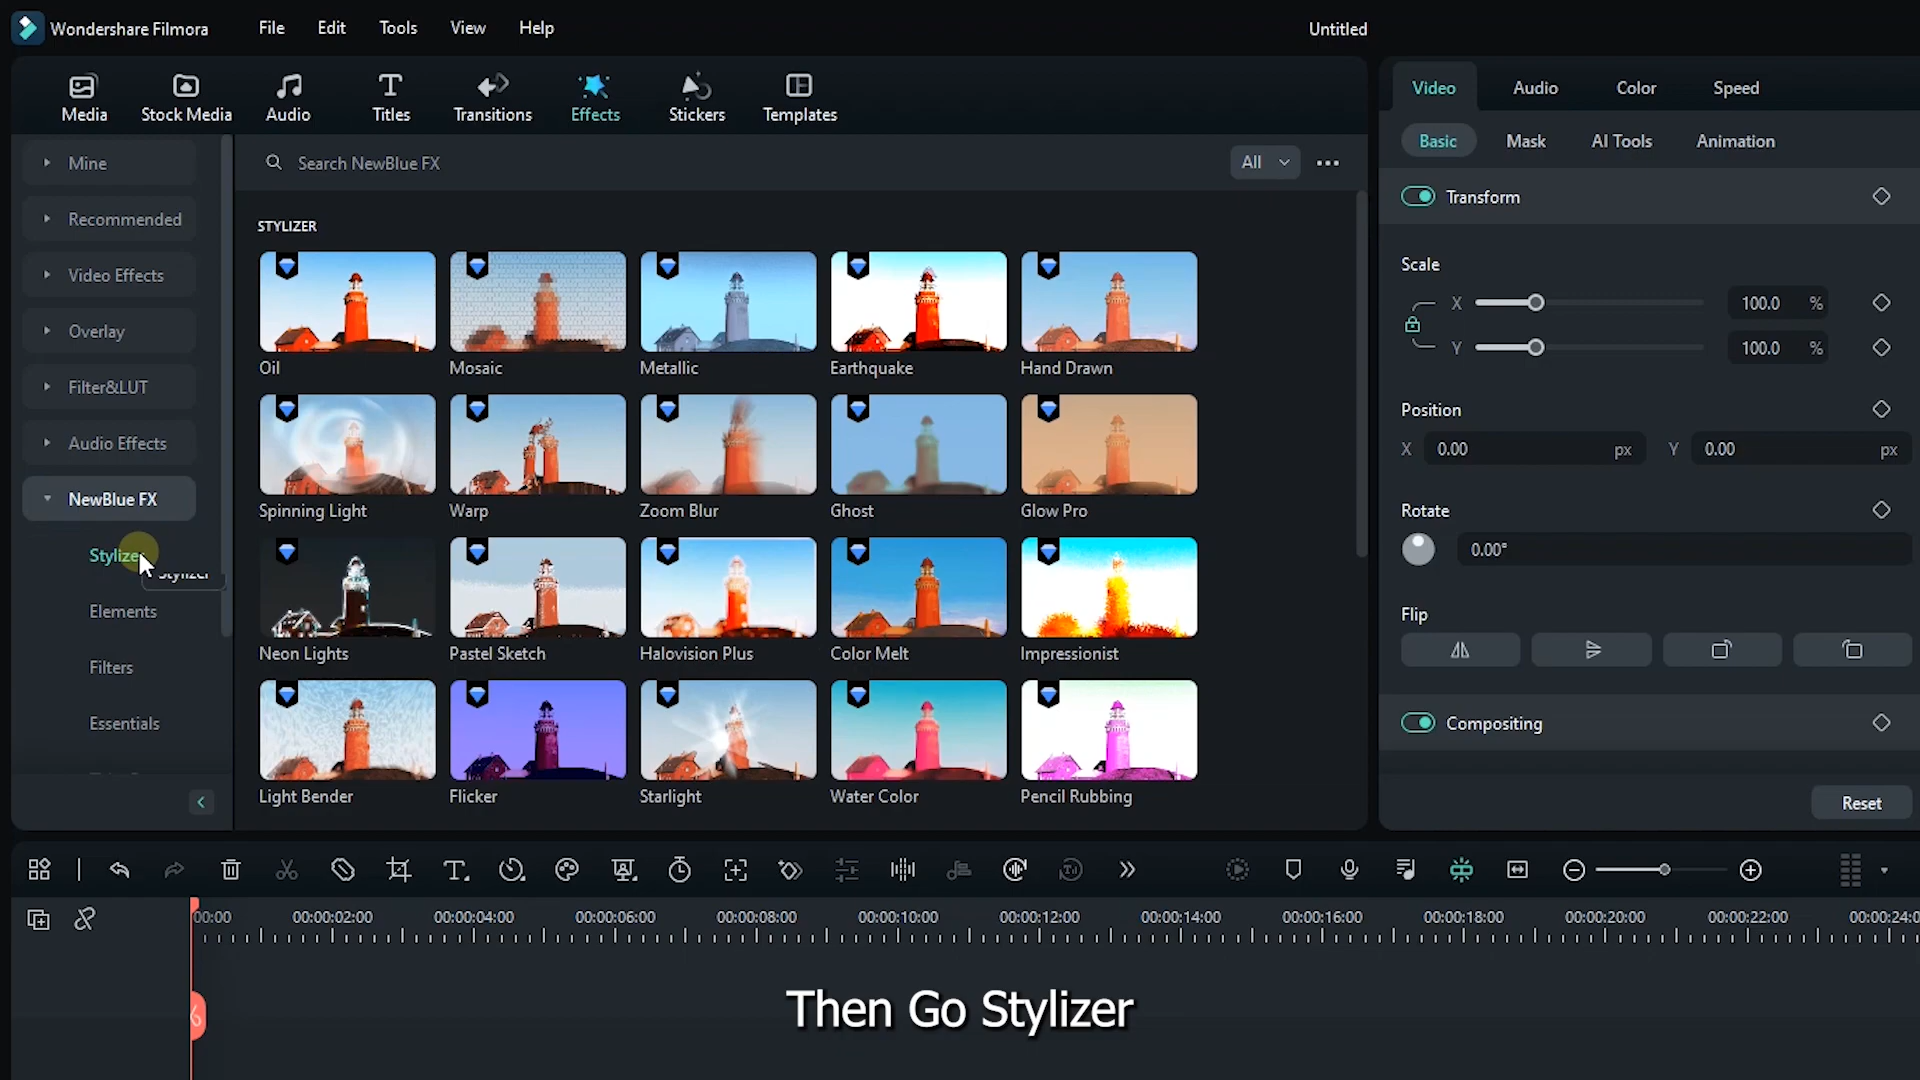 Wondershare Filmora
File Edit Tools View Help
Untitled
Media Stock Media Audio Titles Transitions Effects Stickers Templates
Video Audio Color Speed
Basic Mask AI Tools Animation
Mine
Recommended
Video Effects
Overlay
Filter&LUT
Audio Effects
NewBlue FX
Stylizer
Stylizer
Elements
Filters
Essentials
Search NewBlue FX
All
STYLIZER
Oil Mosaic Metallic Earthquake Hand Drawn
Spinning Light Warp Zoom Blur Ghost Glow Pro
Neon Lights Pastel Sketch Halovision Plus Color Melt Impressionist
Light Bender Flicker Starlight Water Color Pencil Rubbing
Transform
Scale
X 100.0 %
Y 100.0 %
Position
X 0.00 px Y 0.00 px
Rotate
0.00°
Flip
Compositing
Reset
00:00 00:00:02:00 00:00:04:00 00:00:06:00 00:00:08:00 00:00:10:00 00:00:12:00 00:00:14:00 00:00:16:00 00:00:18:00 00:00:20:00 00:00:22:00 00:00:24:0
Then Go Stylizer